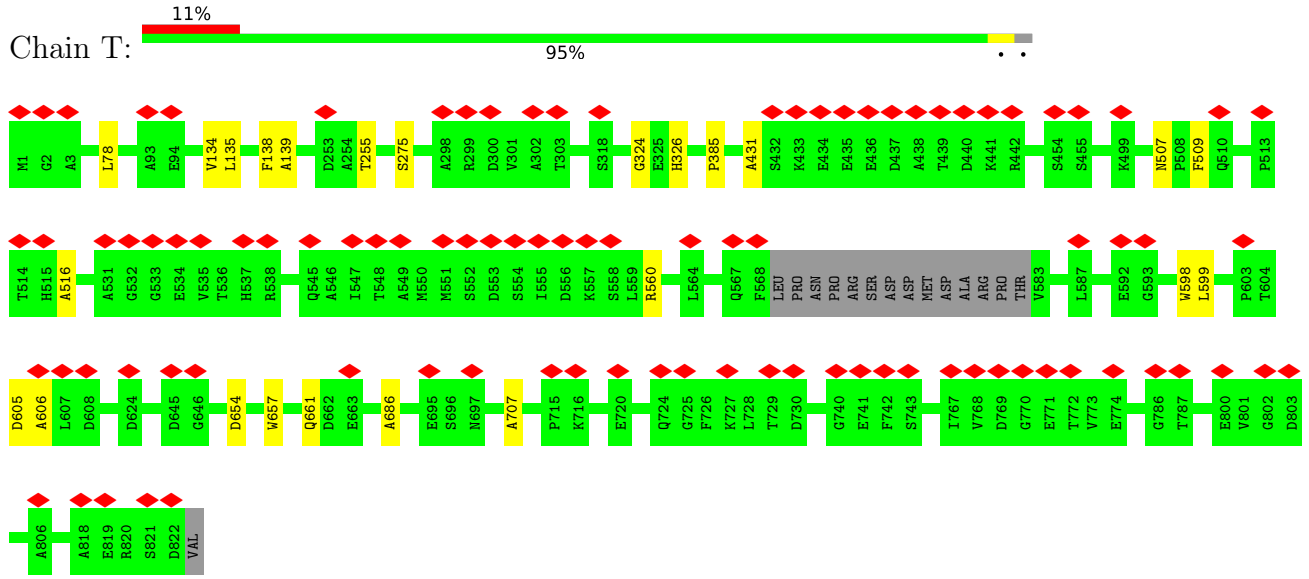 11%
Chain T:
95%
. .
M1 G2 A3 L78 A93 E94 V134 L135 F138 A139 D253 A254 T255 S275 A298 R299 D300 V301 A302 T303 S318 G324 E325 H326 P385 A431 S432 K433 E434 E435 E436 D437 A438 T439 D440 K441 R442 S454 S455 K499 N507 P508 F509 Q510 P513
T514 H515 A516 A531 G532 G533 E534 V535 T536 H537 R538 Q545 A546 I547 T548 A549 M550 M551 S552 D553 S554 I555 D556 K557 S558 L559 R560 L564 Q567 F568 LEU PRO ASN PRO ARG SER ASP ASP MET ASP ALA ARG PRO THR V583 L587 E592 G593 W598 L599 P603 T604
D605 A606 L607 D608 D624 D645 G646 D654 W657 Q661 D662 E663 A686 E695 S696 N697 A707 P715 K716 E720 Q724 G725 F726 K727 L728 T729 D730 G740 E741 F742 S743 I767 V768 D769 G770 E771 T772 V773 E774 G786 T787 E800 V801 G802 D803
A806 A818 E819 R820 S821 D822 VAL